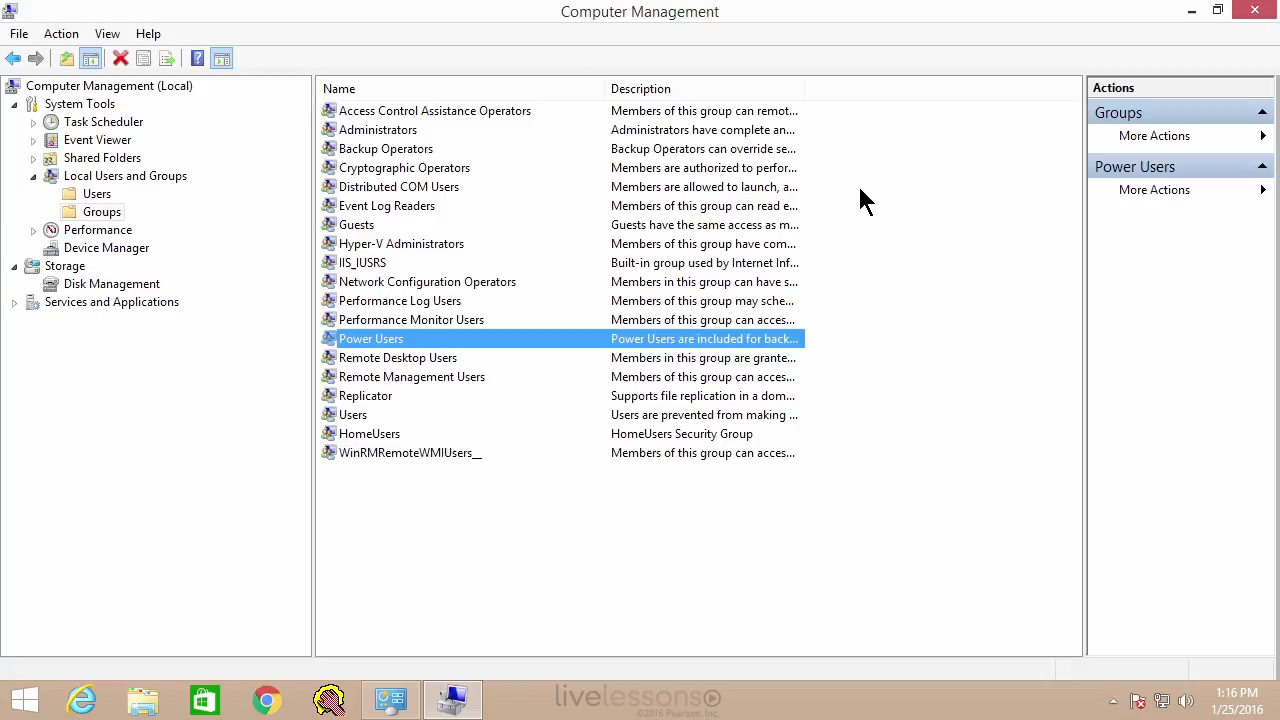 Computer Management
File Action View Help
Computer Management (Local)
System Tools
Task Scheduler
Event Viewer
Shared Folders
Local Users and Groups
Users
Groups
Performance
Device Manager
Storage
Disk Management
Services and Applications
Name Description
Access Control Assistance Operators Members of this group can remot...
Administrators Administrators have complete an...
Backup Operators Backup Operators can override se...
Cryptographic Operators Members are authorized to perfor...
Distributed COM Users Members are allowed to launch, a...
Event Log Readers Members of this group can read e...
Guests Guests have the same access as m...
Hyper-V Administrators Members of this group have com...
IIS_IUSRS Built-in group used by Internet Inf...
Network Configuration Operators Members in this group can have s...
Performance Log Users Members of this group may sche...
Performance Monitor Users Members of this group can acces...
Power Users Power Users are included for back...
Remote Desktop Users Members in this group are grante...
Remote Management Users Members of this group can acces...
Replicator Supports file replication in a dom...
Users Users are prevented from making ...
HomeUsers HomeUsers Security Group
WinRMRemoteWMIUsers__ Members of this group can acces...
Actions
Groups
More Actions
Power Users
More Actions
livelessons
©2016 Pearson, Inc.
1:16 PM
1/25/2016